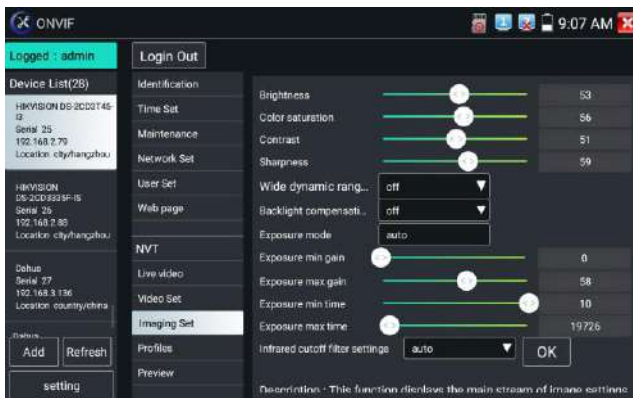 ONVIF
9:07 AM
Logged : admin
Login Out
Device List(28)
HIKVISION DS-2CD3T45-
I3
Serial 25
192.168.2.79
Location city/hangzhou
HIKVISION
DS-2CD3335F-IS
Serial 26
192.168.2.88
Location city/hangzhou
Dahua
Serial 27
192.168.3.136
Location country/china
Dahua
Add
Refresh
setting
Identification
Time Set
Maintenance
Network Set
User Set
Web page
NVT
Live video
Video Set
Imaging Set
Profiles
Preview
Brightness 53
Color saturation 56
Contrast 51
Sharpness 59
Wide dynamic rang... off
Backlight compensati... off
Exposure mode auto
Exposure min gain 0
Exposure max gain 58
Exposure min time 10
Exposure max time 19726
Infrared cutoff filter settings auto OK
Description : This function displays the main stream of image settings